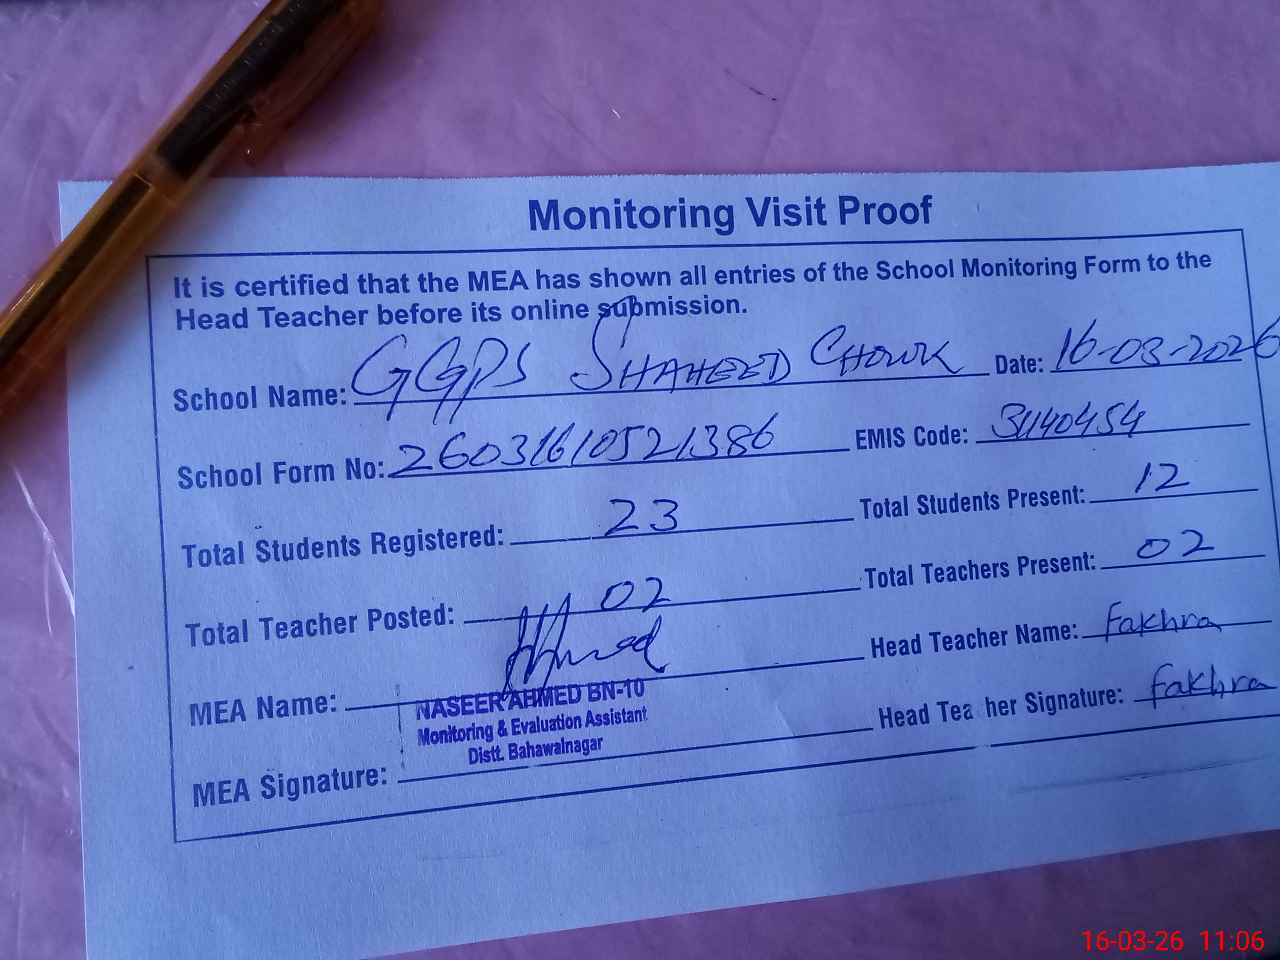 Monitoring Visit Proof
It is certified that the MEA has shown all entries of the School Monitoring Form to the
Head Teacher before its online submission.
School Name: GGPS SHAHEED CHOWK Date: 16-03-2026
School Form No: 26031610521386 EMIS Code: 31140454
Total Students Registered: 23 Total Students Present: 12
Total Teacher Posted: 02 Total Teachers Present: 02
MEA Name: Head Teacher Name: Fakhra
NASEER AHMED BN-10
Monitoring & Evaluation Assistant
Distt. Bahawalnagar
MEA Signature: Head Tea her Signature: Fakhra
16-03-26 11:06